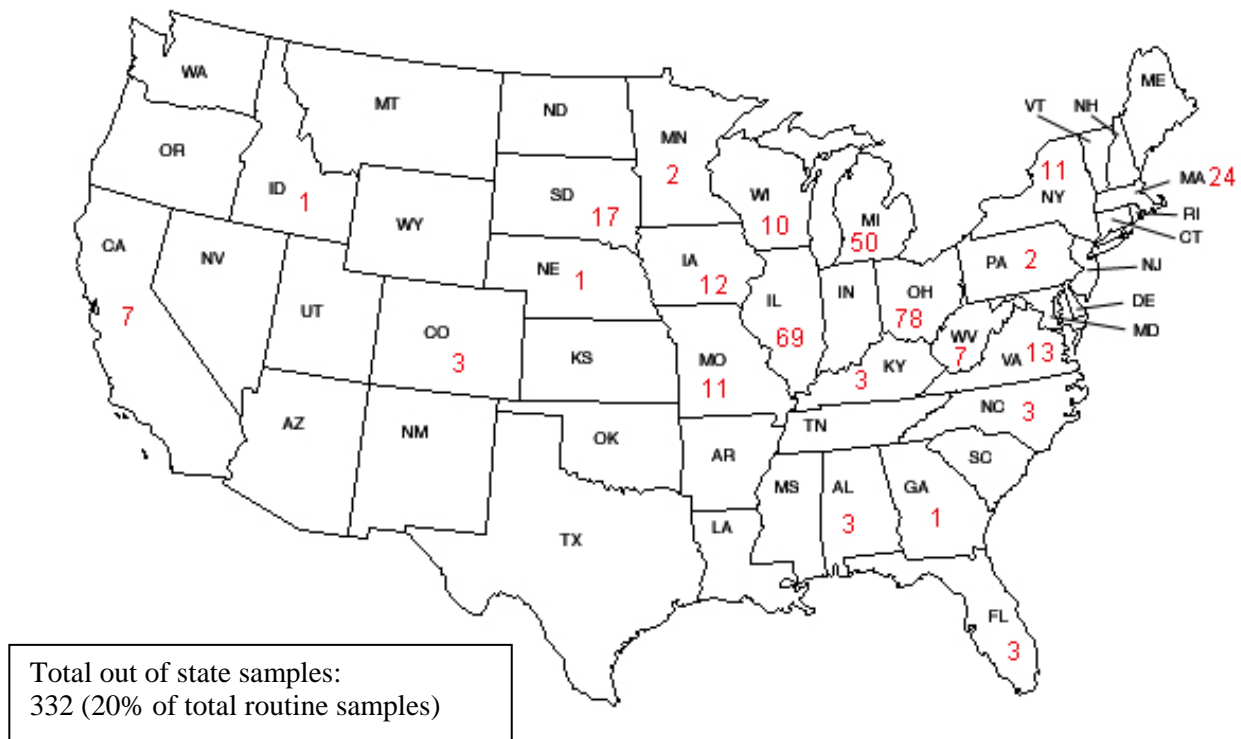 WA
MT
ND
MN
2
ME
VT
NH
OR
ID
1
SD
17
WI
10
MI
50
11
NY
MA 24
RI
CT
WY
CA
7
NV
NE
1
IA
12
PA 2
NJ
DE
MD
UT
CO
3
IL
69
IN
OH
78
WV
7
VA 13
KS
MO
11
KY
3
AZ
NM
OK
AR
TN
NC 3
SC
MS
AL
3
GA
1
TX
LA
FL
3
Total out of state samples:
332 (20% of total routine samples)